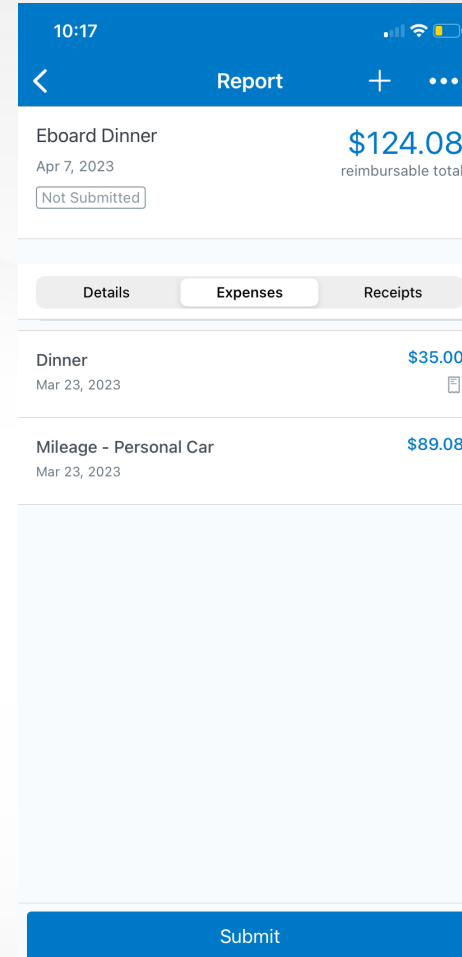 10:17
Report
Eboard Dinner
$124.08
Apr 7, 2023
reimbursable total
Not Submitted
Details Expenses Receipts
Dinner $35.00
Mar 23, 2023
Mileage - Personal Car $89.08
Mar 23, 2023
Submit